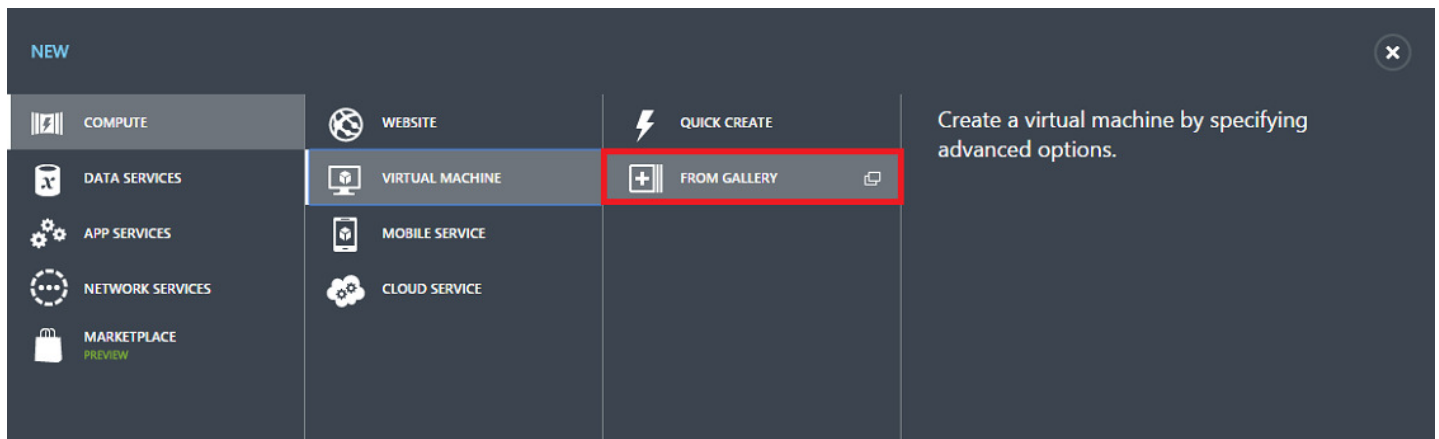 NEW
COMPUTE
DATA SERVICES
APP SERVICES
NETWORK SERVICES
MARKETPLACE
PREVIEW
WEBSITE
VIRTUAL MACHINE
MOBILE SERVICE
CLOUD SERVICE
QUICK CREATE
FROM GALLERY
Create a virtual machine by specifying
advanced options.